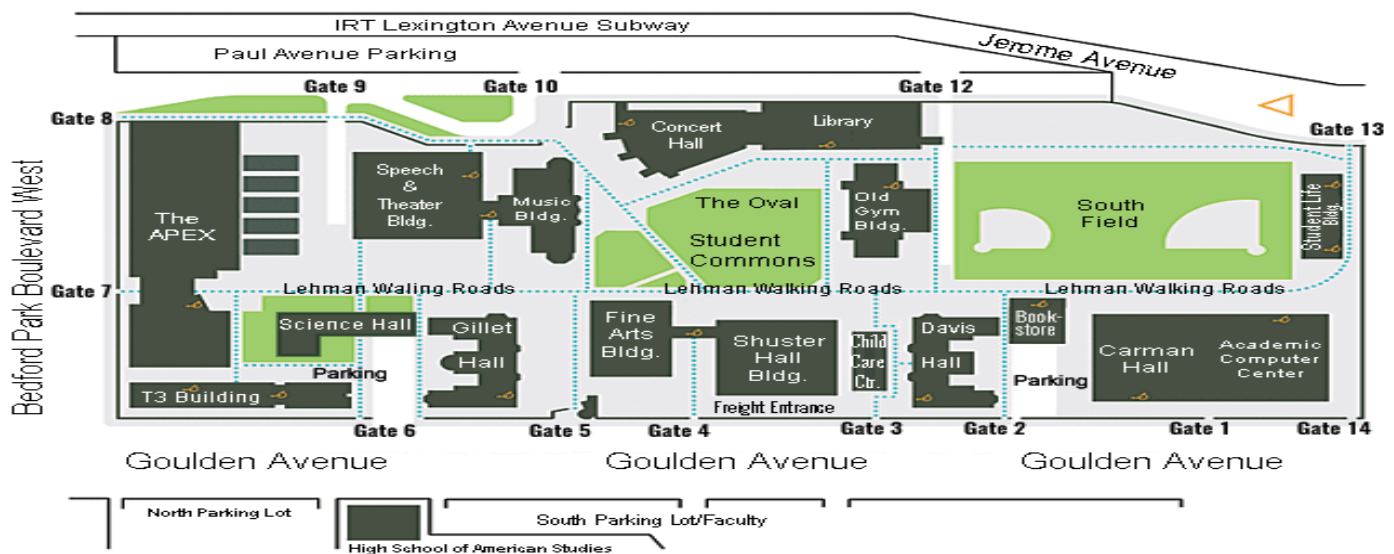 IRT Lexington Avenue Subway
Paul Avenue Parking
Jerome Avenue
Gate 9
Gate 10
Gate 12
Gate 8
Gate 13
Concert
Hall
Library
Speech
&
Theater
Bldg.
Music
Bldg.
The
APEX
The Oval
Student
Commons
Old
Gym
Bldg.
South
Field
Student Life
Bldg.
Bedford Park Boulevard West
Gate 7
Lehman Waling Roads
Lehman Walking Roads
Lehman Walking Roads
Science Hall
Gillet
Hall
Fine
Arts
Bldg.
Shuster
Hall
Bldg.
Child
Care
Ctr.
Davis
Hall
Book-
store
Carman
Hall
Academic
Computer
Center
Parking
Parking
T3 Building
Freight Entrance
Gate 6
Gate 5
Gate 4
Gate 3
Gate 2
Gate 1
Gate 14
Goulden Avenue
Goulden Avenue
Goulden Avenue
North Parking Lot
South Parking Lot/Faculty
High School of American Studies